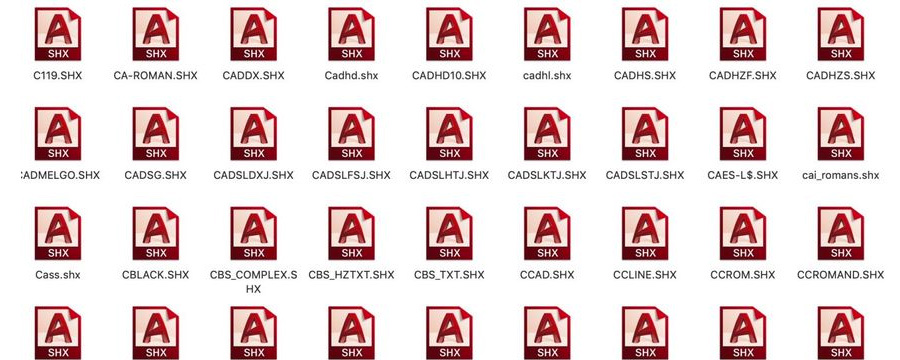 SHX SHX SHX SHX SHX SHX SHX SHX SHX
C119.SHX CA-ROMAN.SHX CADDX.SHX Cadhd.shx CADHD10.SHX cadhl.shx CADHS.SHX CADHZF.SHX CADHZS.SHX
SHX SHX SHX SHX SHX SHX SHX SHX SHX
CADMELGO.SHX CADSG.SHX CADSLDXJ.SHX CADSLFSJ.SHX CADSLHTJ.SHX CADSLKTJ.SHX CADSLSTJ.SHX CAES-L$.SHX cai_romans.shx
SHX SHX SHX SHX SHX SHX SHX SHX SHX
Cass.shx CBLACK.SHX CBS_COMPLEX.S CBS_HZTXT.SHX CBS_TXT.SHX CCAD.SHX CCLINE.SHX CCROM.SHX CCROMAND.SHX
HX
SHX SHX SHX SHX SHX SHX SHX SHX SHX